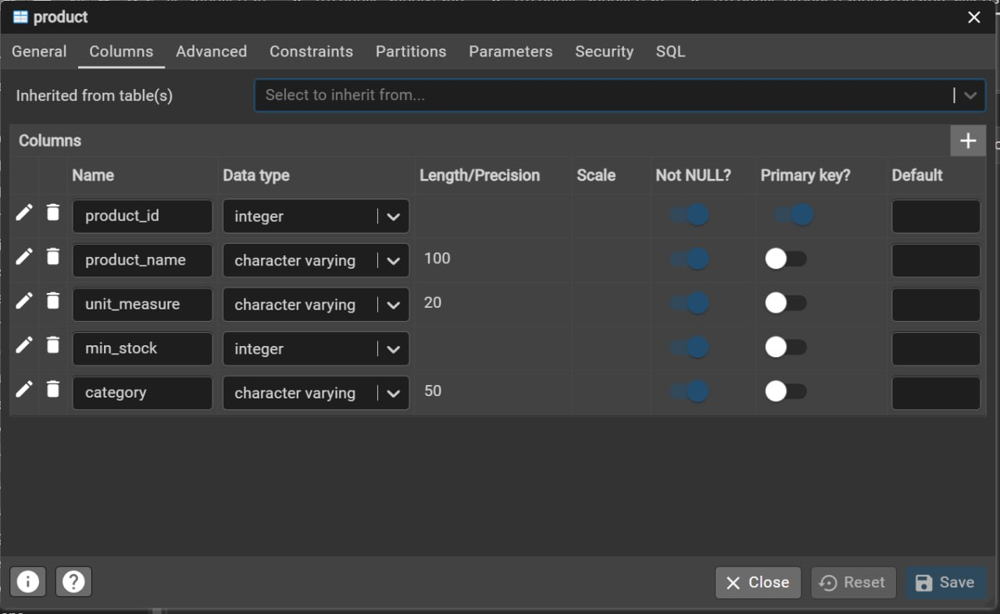 product
General Columns Advanced Constraints Partitions Parameters Security SQL
Inherited from table(s) Select to inherit from...
Columns
Name Data type Length/Precision Scale Not NULL? Primary key? Default
product_id integer
product_name character varying 100
unit_measure character varying 20
min_stock integer
category character varying 50
Close Reset Save